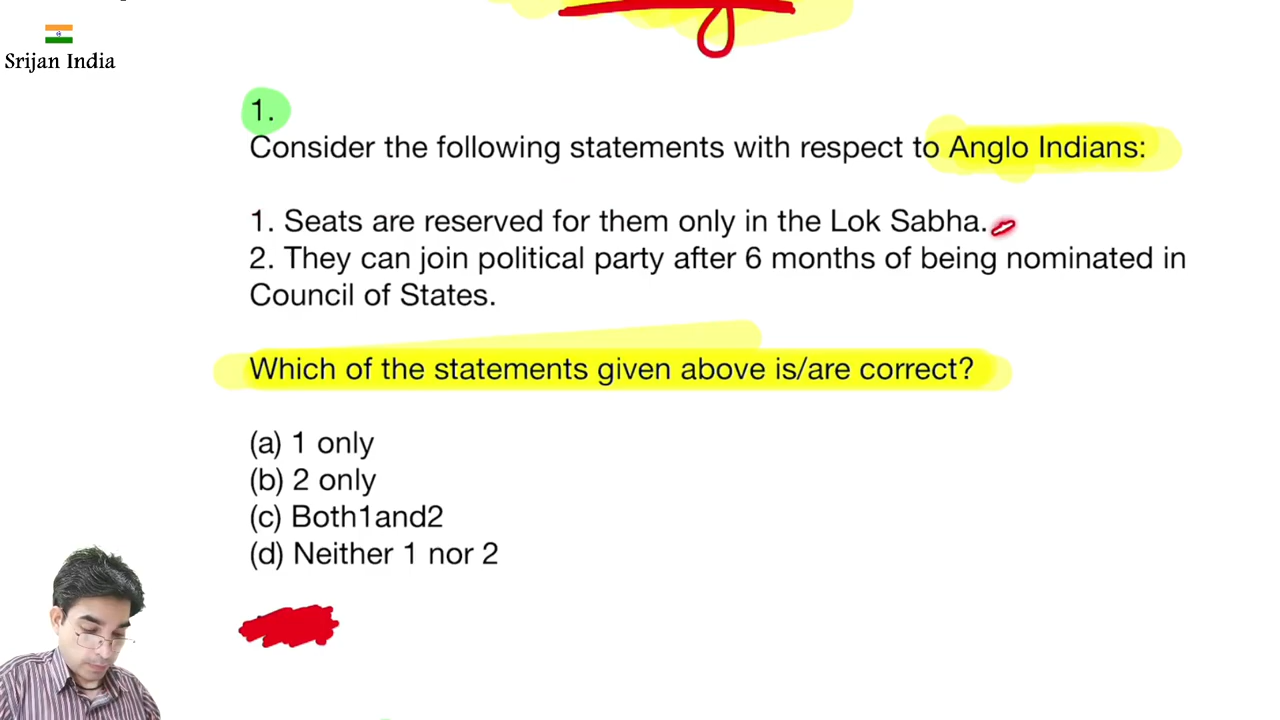 Srijan India
1.
Consider the following statements with respect to Anglo Indians:
1. Seats are reserved for them only in the Lok Sabha.
2. They can join political party after 6 months of being nominated in
Council of States.
Which of the statements given above is/are correct?
(a) 1 only
(b) 2 only
(c) Both1and2
(d) Neither 1 nor 2